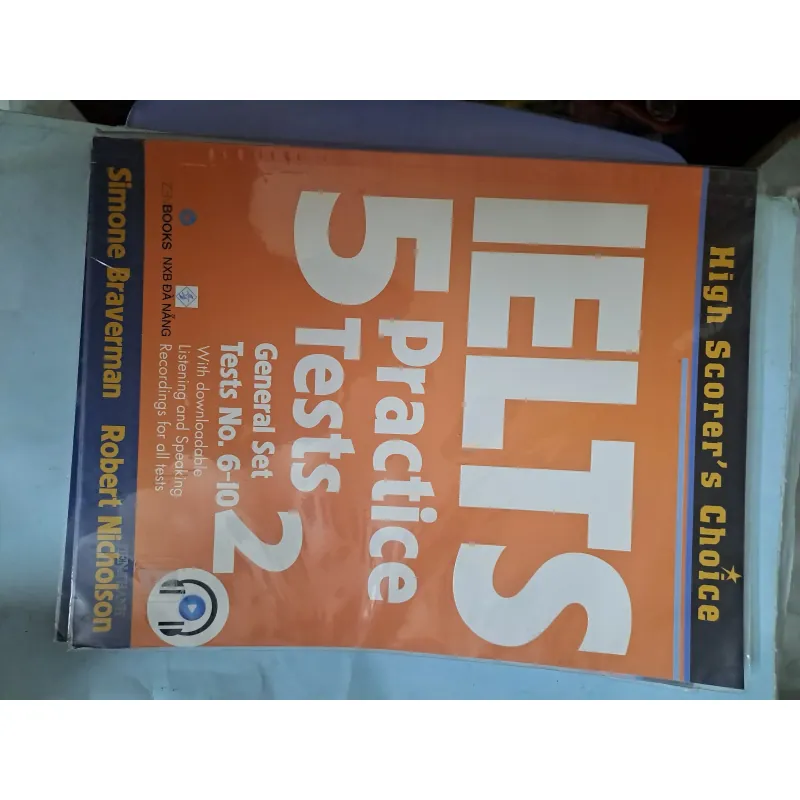 High Scorer's Choice
IELTS
5 Practice
Tests
General Set 2
Tests No. 6-10
With downloadable
Listening and Speaking
Recordings for all tests
BOOKS NXB ĐÀ NẴNG
Simone Braverman Robert Nicholson